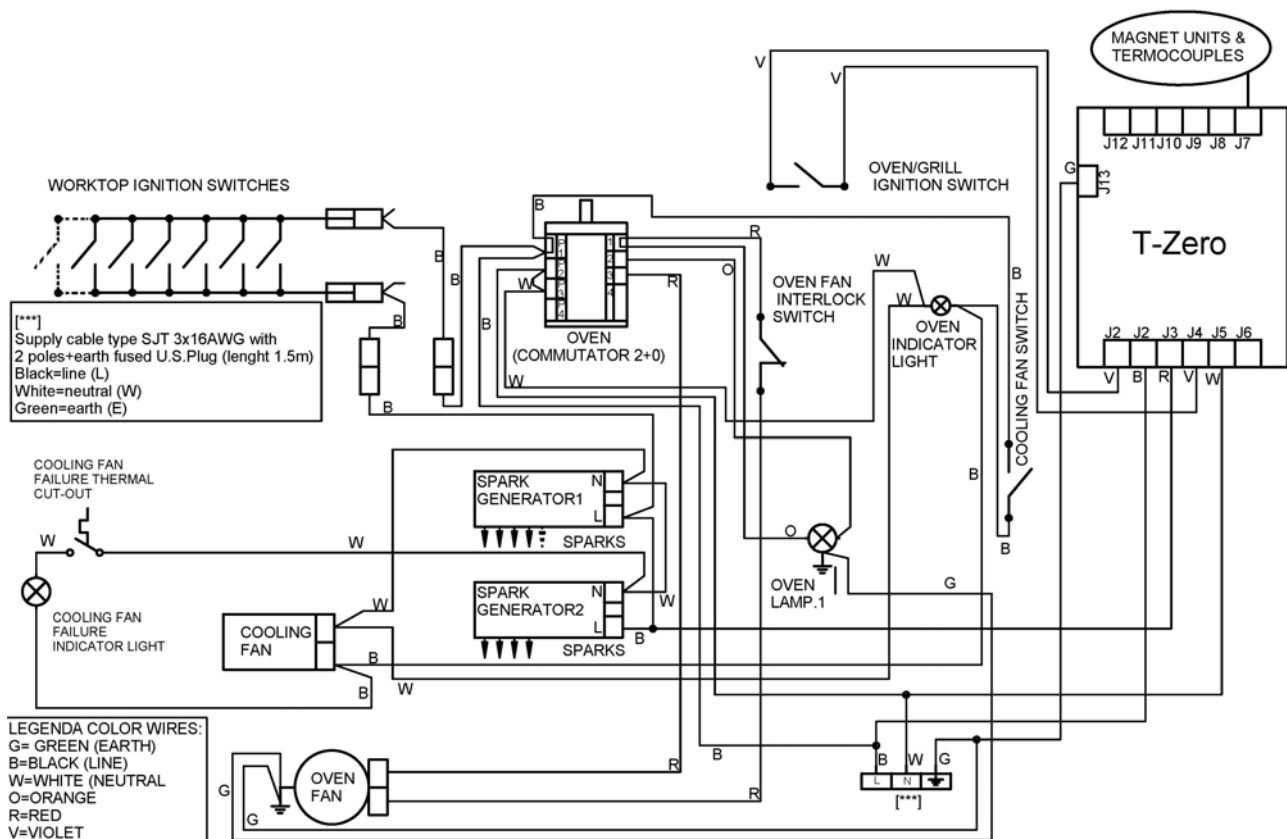 MAGNET UNITS &
TERMOCOUPLES
V
V
J12 J11 J10 J9 J8 J7
G
J13
T-Zero
OVEN/GRILL
IGNITION SWITCH
WORKTOP IGNITION SWITCHES
B
R
B
B
W
O
R
W
W
B
B
B
W
OVEN FAN
INTERLOCK
SWITCH
OVEN
INDICATOR
LIGHT
COOLING FAN SWITCH
J2 J2 J3 J4 J5 J6
V B R V W
OVEN
(COMMUTATOR 2+0)
[***]
Supply cable type SJT 3x16AWG with
2 poles+earth fused U.S.Plug (lenght 1.5m)
Black=line (L)
White=neutral (W)
Green=earth (E)
B
W
B
COOLING FAN
FAILURE THERMAL
CUT-OUT
SPARK
GENERATOR1
N
L
SPARKS
O
B
W
W
OVEN
LAMP.1
G
SPARK
GENERATOR2
N
L
SPARKS
W
B
COOLING FAN
FAILURE
INDICATOR LIGHT
COOLING
FAN
W
B
B
W
LEGENDA COLOR WIRES:
G= GREEN (EARTH)
B=BLACK (LINE)
W=WHITE (NEUTRAL
O=ORANGE
R=RED
V=VIOLET
G
G
OVEN
FAN
R
R
B
B
W
G
L
N
[***]